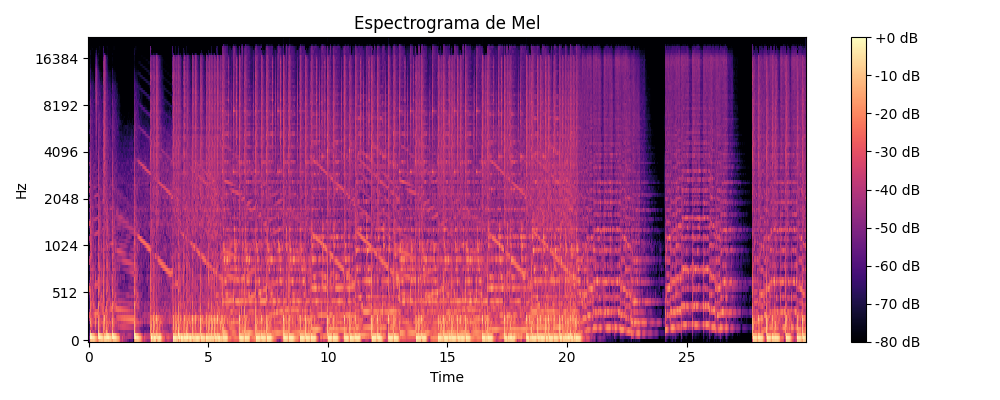 Espectrograma de Mel
Hz
16384
8192
4096
2048
1024
512
0
0 5 10 15 20 25
Time
+0 dB
-10 dB
-20 dB
-30 dB
-40 dB
-50 dB
-60 dB
-70 dB
-80 dB